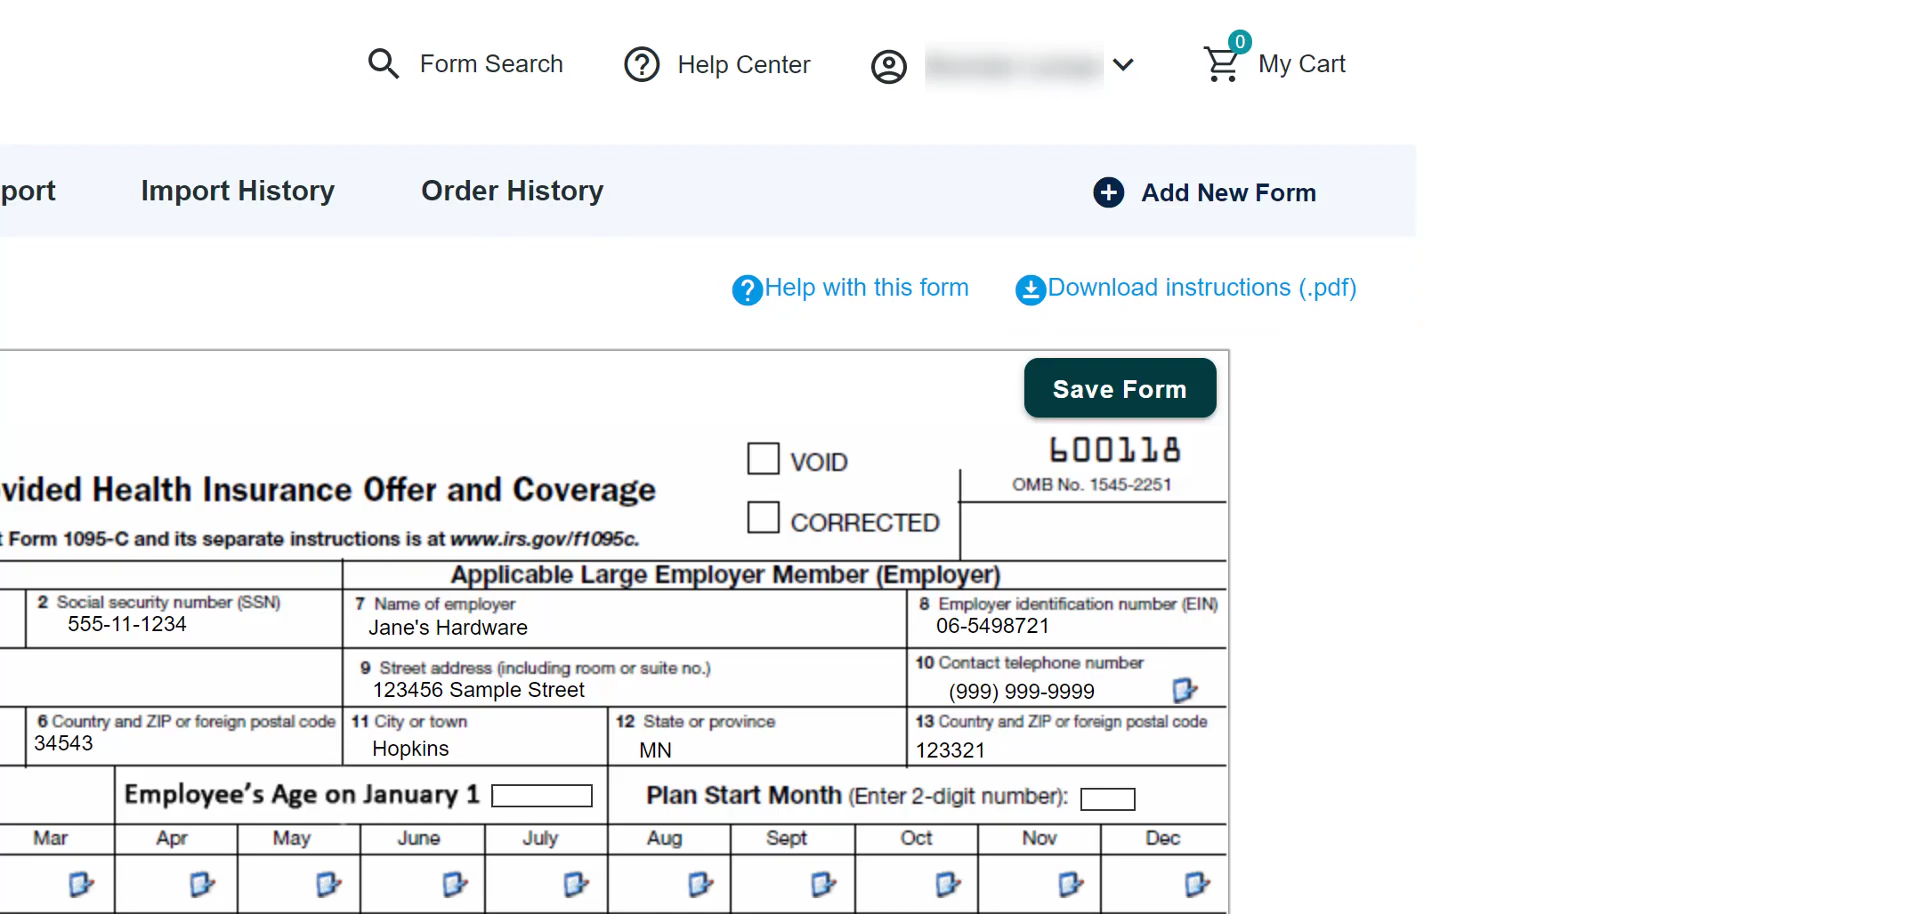 Form Search
Help Center
0
My Cart
port
Import History
Order History
Add New Form
Help with this form
Download instructions (.pdf)
Save Form
600118
VOID
OMB No. 1545-2251
vided Health Insurance Offer and Coverage
CORRECTED
t Form 1095-C and its separate instructions is at www.irs.gov/f1095c.
Applicable Large Employer Member (Employer)
2 Social security number (SSN)
555-11-1234
7 Name of employer
Jane's Hardware
8 Employer identification number (EIN)
06-5498721
9 Street address (including room or suite no.)
123456 Sample Street
10 Contact telephone number
(999) 999-9999
6 Country and ZIP or foreign postal code
34543
11 City or town
Hopkins
12 State or province
MN
13 Country and ZIP or foreign postal code
123321
Employee's Age on January 1
Plan Start Month (Enter 2-digit number):
Mar Apr May June July Aug Sept Oct Nov Dec